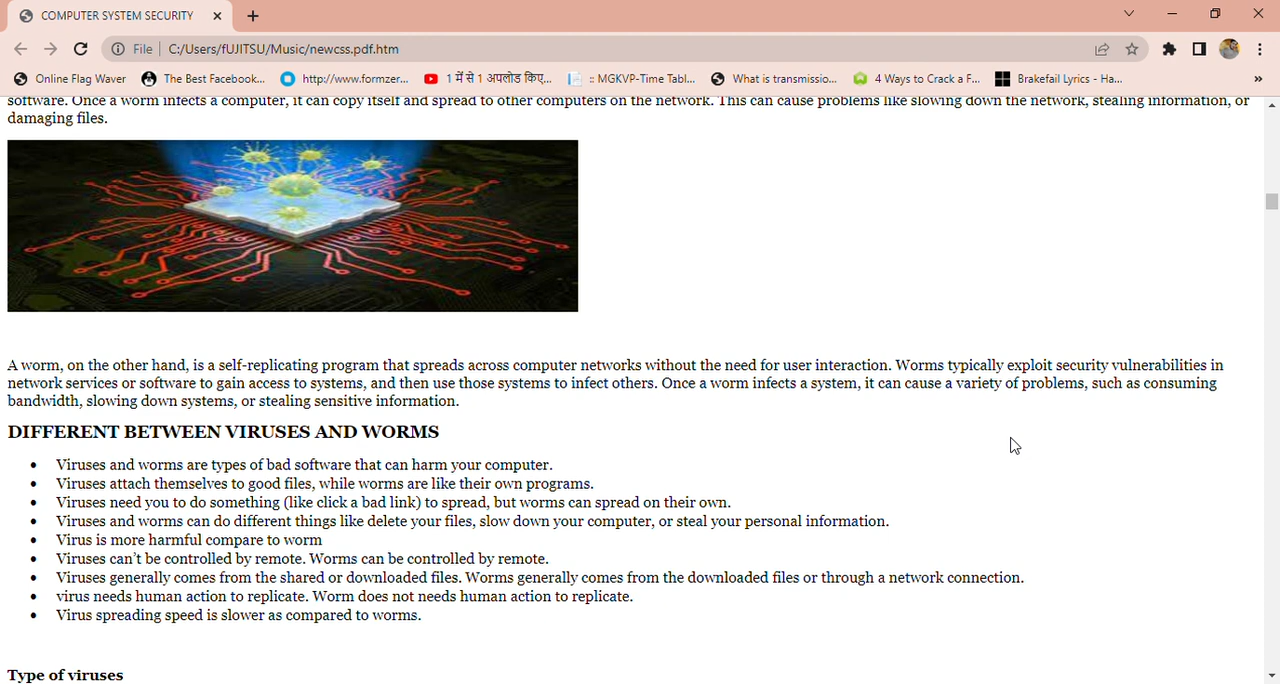 COMPUTER SYSTEM SECURITY
File | C:/Users/fUJITSU/Music/newcss.pdf.htm
Online Flag Waver The Best Facebook... http://www.formzer... 1 में से 1 अपलोड किए... :: MGKVP-Time Tabl... What is transmissio... 4 Ways to Crack a F... Brakefail Lyrics - Ha... »
software. Once a worm infects a computer, it can copy itself and spread to other computers on the network. This can cause problems like slowing down the network, stealing information, or
damaging files.
A worm, on the other hand, is a self-replicating program that spreads across computer networks without the need for user interaction. Worms typically exploit security vulnerabilities in
network services or software to gain access to systems, and then use those systems to infect others. Once a worm infects a system, it can cause a variety of problems, such as consuming
bandwidth, slowing down systems, or stealing sensitive information.
DIFFERENT BETWEEN VIRUSES AND WORMS
• Viruses and worms are types of bad software that can harm your computer.
• Viruses attach themselves to good files, while worms are like their own programs.
• Viruses need you to do something (like click a bad link) to spread, but worms can spread on their own.
• Viruses and worms can do different things like delete your files, slow down your computer, or steal your personal information.
• Virus is more harmful compare to worm
• Viruses can’t be controlled by remote. Worms can be controlled by remote.
• Viruses generally comes from the shared or downloaded files. Worms generally comes from the downloaded files or through a network connection.
• virus needs human action to replicate. Worm does not needs human action to replicate.
• Virus spreading speed is slower as compared to worms.
Type of viruses